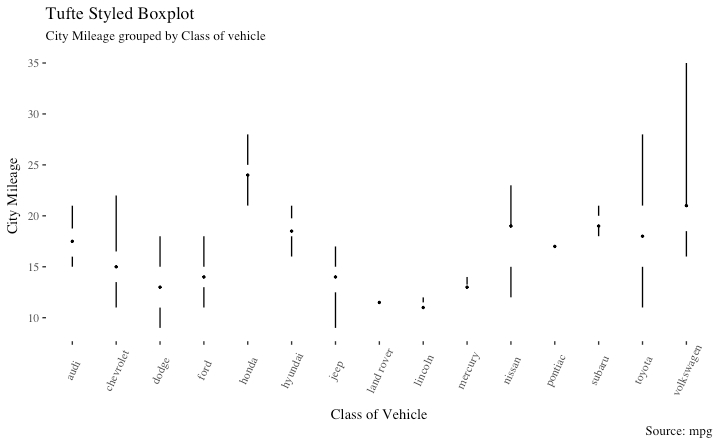 Tufte Styled Boxplot
City Mileage grouped by Class of vehicle
City Mileage
35
30
25
20
15
10
audi
chevrolet
dodge
ford
honda
hyundai
jeep
land rover
lincoln
mercury
nissan
pontiac
subaru
toyota
volkswagen
Class of Vehicle
Source: mpg